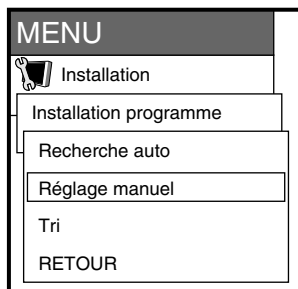 MENU
Installation
Installation programme
Recherche auto
Réglage manuel
Tri
RETOUR